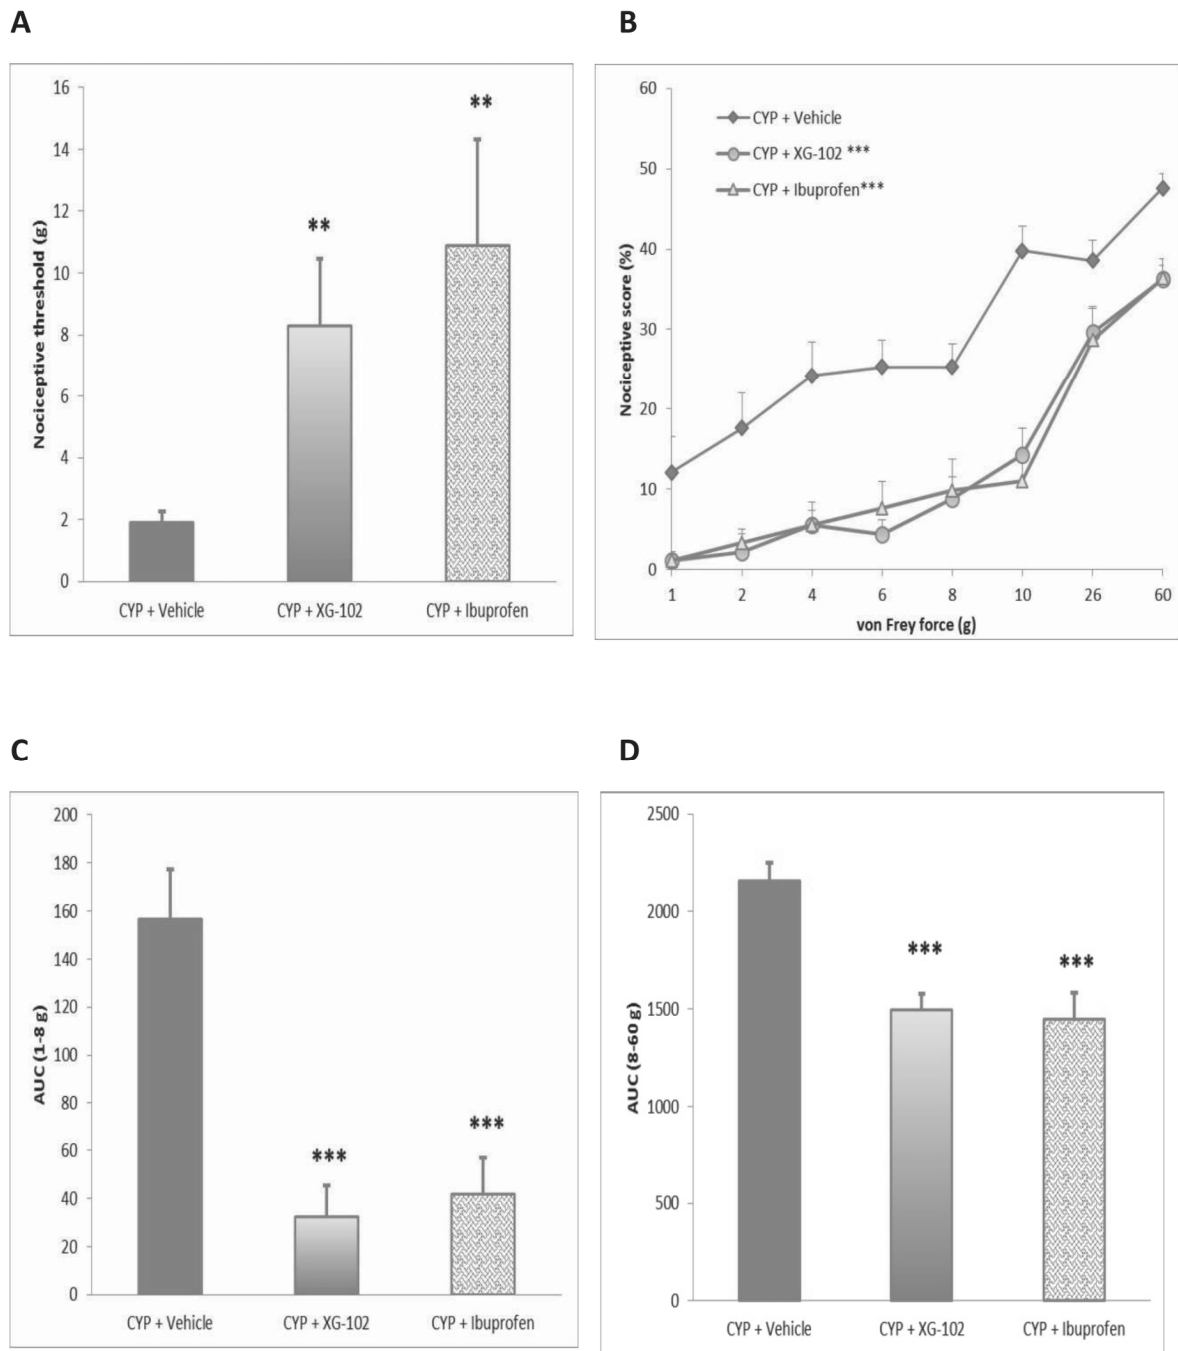 A
Nociceptive threshold (g)
16
14
12
10
8
6
4
2
0
**
**
CYP + Vehicle
CYP + XG-102
CYP + Ibuprofen
B
Nociceptive score (%)
60
50
40
30
20
10
0
CYP + Vehicle
CYP + XG-102 ***
CYP + Ibuprofen***
1 2 4 6 8 10 26 60
von Frey force (g)
C
AUC (1-8 g)
200
180
160
140
120
100
80
60
40
20
0
***
***
CYP + Vehicle
CYP + XG-102
CYP + Ibuprofen
D
AUC (8-60 g)
2500
2000
1500
1000
500
0
***
***
CYP + Vehicle
CYP + XG-102
CYP + Ibuprofen